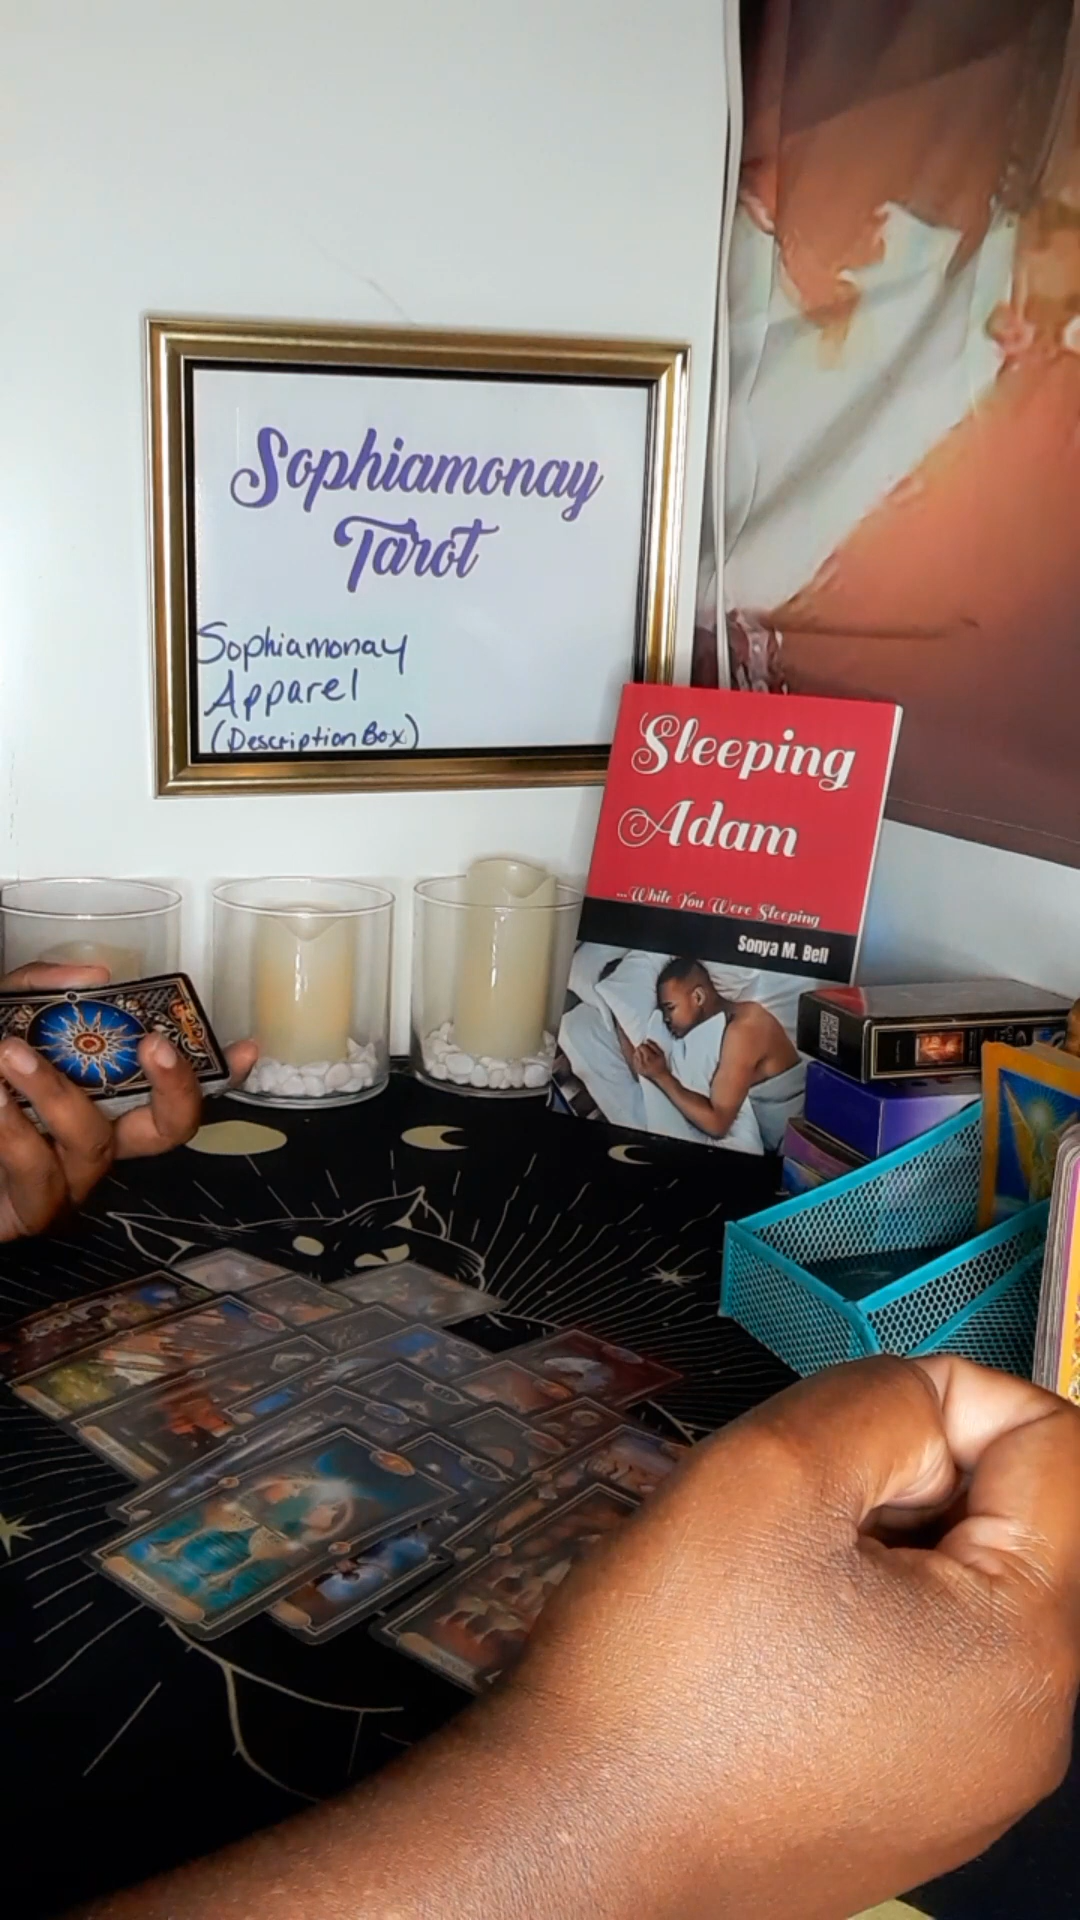 Sophiamonay
Tarot
Sophiamonay
Apparel
(Description Box)
Sleeping
Adam
...While You Were Sleeping
Sonya M. Bell